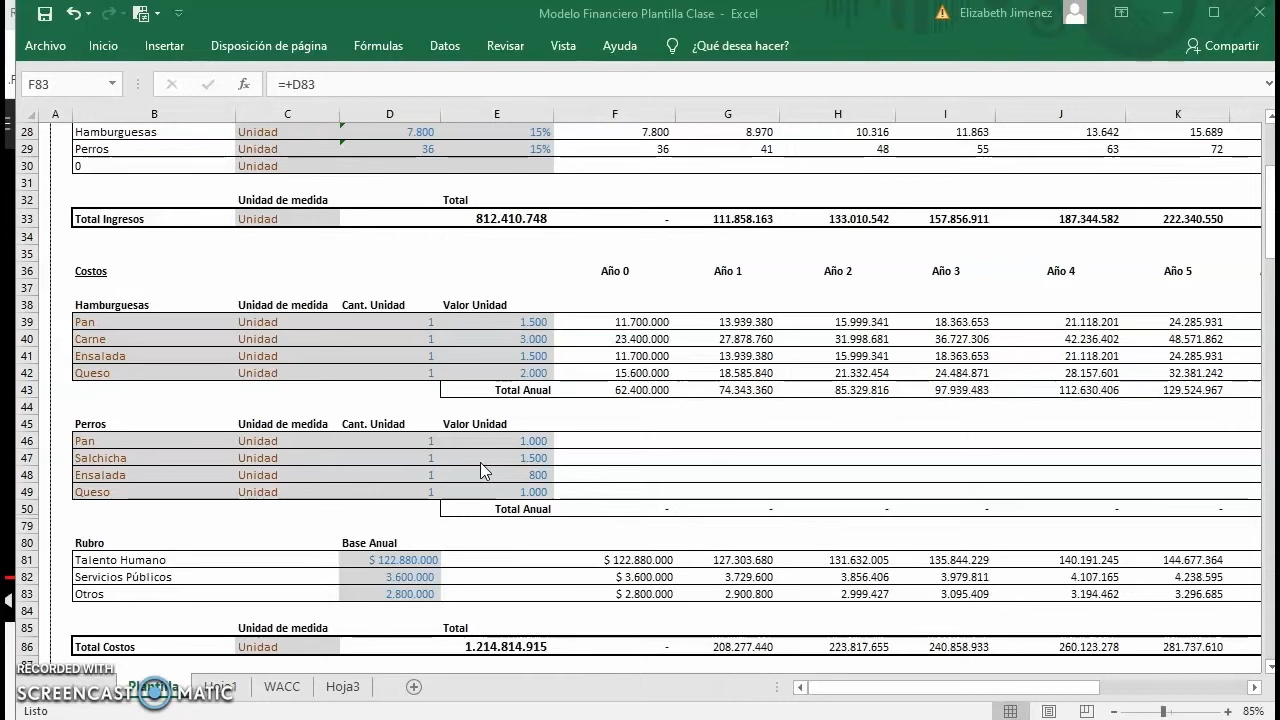 Modelo Financiero Plantilla Clase - Excel
Elizabeth Jimenez
Archivo Inicio Insertar Disposición de página Fórmulas Datos Revisar Vista Ayuda ¿Qué desea hacer? Compartir
F83 fx =+D83
A B C D E F G H I J K
28 Hamburguesas Unidad 7.800 15% 7.800 8.970 10.316 11.863 13.642 15.689
29 Perros Unidad 36 15% 36 41 48 55 63 72
30 0 Unidad
31
32 Unidad de medida Total
33 Total Ingresos Unidad 812.410.748 - 111.858.163 133.010.542 157.856.911 187.344.582 222.340.550
34
35
36 Costos Año 0 Año 1 Año 2 Año 3 Año 4 Año 5
37
38 Hamburguesas Unidad de medida Cant. Unidad Valor Unidad
39 Pan Unidad 1 1.500 11.700.000 13.939.380 15.999.341 18.363.653 21.118.201 24.285.931
40 Carne Unidad 1 3.000 23.400.000 27.878.760 31.998.681 36.727.306 42.236.402 48.571.862
41 Ensalada Unidad 1 1.500 11.700.000 13.939.380 15.999.341 18.363.653 21.118.201 24.285.931
42 Queso Unidad 1 2.000 15.600.000 18.585.840 21.332.454 24.484.871 28.157.601 32.381.242
43 Total Anual 62.400.000 74.343.360 85.329.816 97.939.483 112.630.406 129.524.967
44
45 Perros Unidad de medida Cant. Unidad Valor Unidad
46 Pan Unidad 1 1.000
47 Salchicha Unidad 1 1.500
48 Ensalada Unidad 1 800
49 Queso Unidad 1 1.000
50 Total Anual - - - - - -
79
80 Rubro Base Anual
81 Talento Humano $ 122.880.000 $ 122.880.000 127.303.680 131.632.005 135.844.229 140.191.245 144.677.364
82 Servicios Públicos 3.600.000 $ 3.600.000 3.729.600 3.856.406 3.979.811 4.107.165 4.238.595
83 Otros 2.800.000 $ 2.800.000 2.900.800 2.999.427 3.095.409 3.194.462 3.296.685
84
85 Unidad de medida Total
86 Total Costos Unidad 1.214.814.915 - 208.277.440 223.817.655 240.858.933 260.123.278 281.737.610
RECORDED WITH
SCREENCAST-O-MATIC
Plantilla Hoja1 WACC Hoja3
Listo 85%